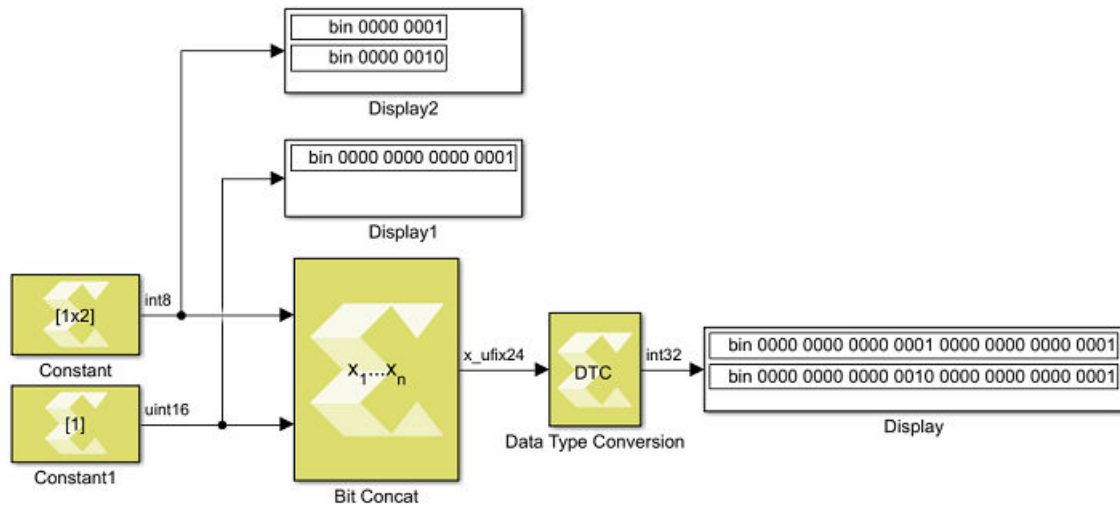 bin 0000 0001
bin 0000 0010
Display2
bin 0000 0000 0000 0001
Display1
int8
[1x2]
Constant
uint16
[1]
Constant1
x₁...xₙ
Bit Concat
x_ufix24
DTC
Data Type Conversion
int32
bin 0000 0000 0000 0001 0000 0000 0000 0001
bin 0000 0000 0000 0010 0000 0000 0000 0001
Display